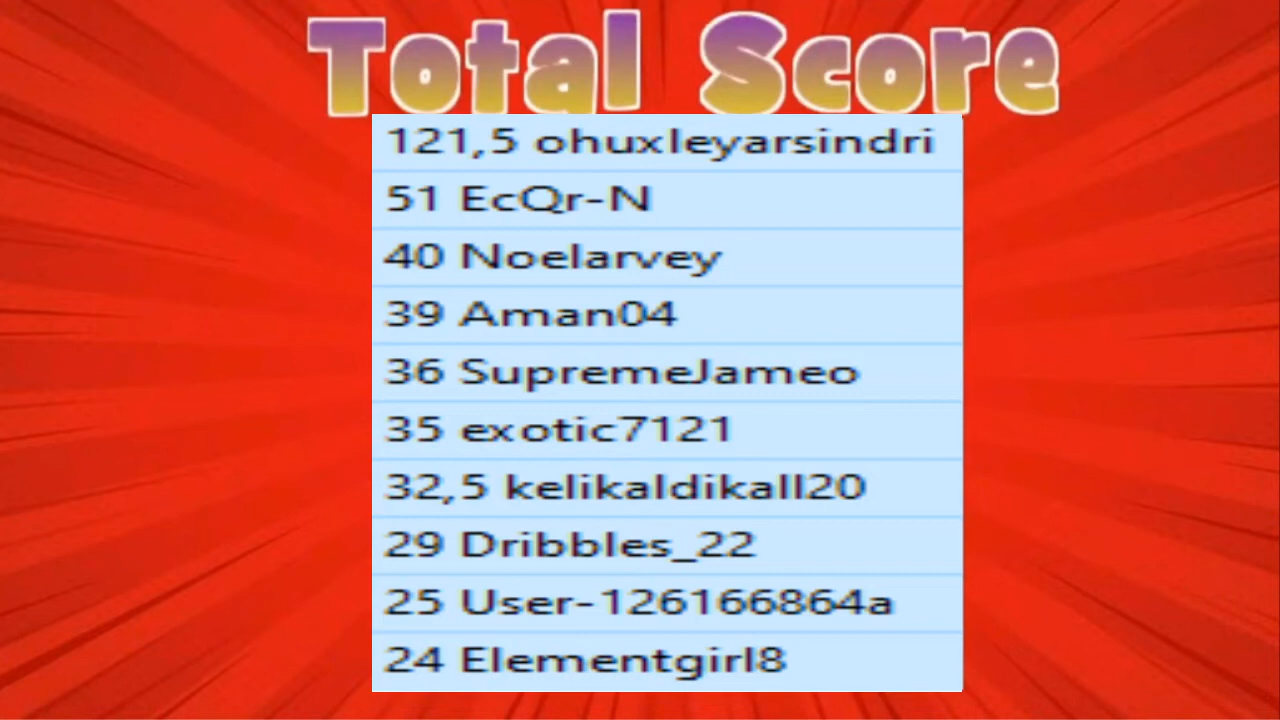 Total Score
121,5 ohuxleyarsindri
51 EcQr-N
40 Noelarvey
39 Aman04
36 SupremeJameo
35 exotic7121
32,5 kelikaldikall20
29 Dribbles_22
25 User-126166864a
24 Elementgirl8